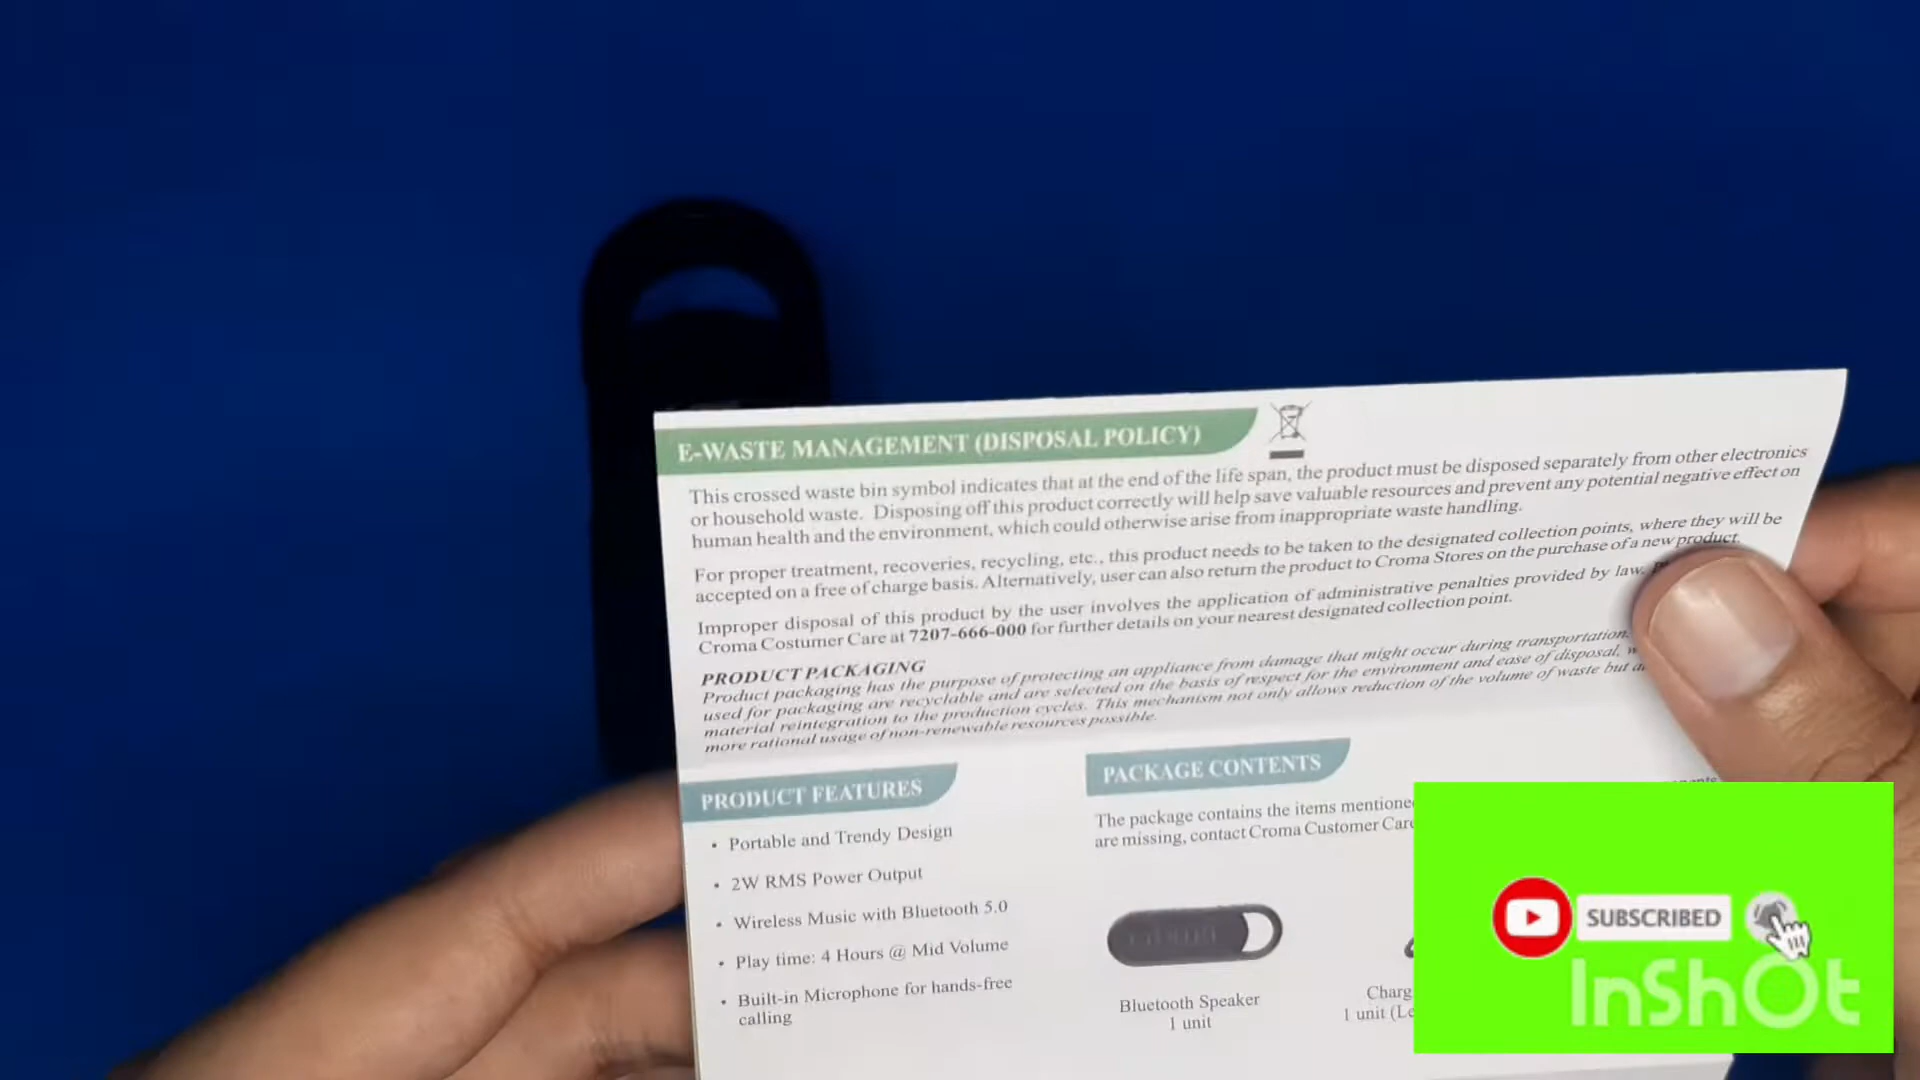 E-WASTE MANAGEMENT (DISPOSAL POLICY)
This crossed waste bin symbol indicates that at the end of the life span, the product must be disposed separately from other electronics
or household waste. Disposing off this product correctly will help save valuable resources and prevent any potential negative effect on
human health and the environment, which could otherwise arise from inappropriate waste handling.
For proper treatment, recoveries, recycling, etc., this product needs to be taken to the designated collection points, where they will be
accepted on a free of charge basis. Alternatively, user can also return the product to Croma Stores on the purchase of a new product.
Improper disposal of this product by the user involves the application of administrative penalties provided by law.
Croma Costumer Care at 7207-666-000 for further details on your nearest designated collection point.
PRODUCT PACKAGING
Product packaging has the purpose of protecting an appliance from damage that might occur during transportation.
used for packaging are recyclable and are selected on the basis of respect for the environment and ease of disposal,
material reintegration to the production cycles. This mechanism not only allows reduction of the volume of waste but
more rational usage of non-renewable resources possible.
PRODUCT FEATURES
• Portable and Trendy Design
• 2W RMS Power Output
• Wireless Music with Bluetooth 5.0
• Play time: 4 Hours @ Mid Volume
• Built-in Microphone for hands-free
calling
PACKAGE CONTENTS
The package contains the items mentione
are missing, contact Croma Customer Care
Bluetooth Speaker
1 unit
Charg
1 unit (Le
SUBSCRIBED
InShOt